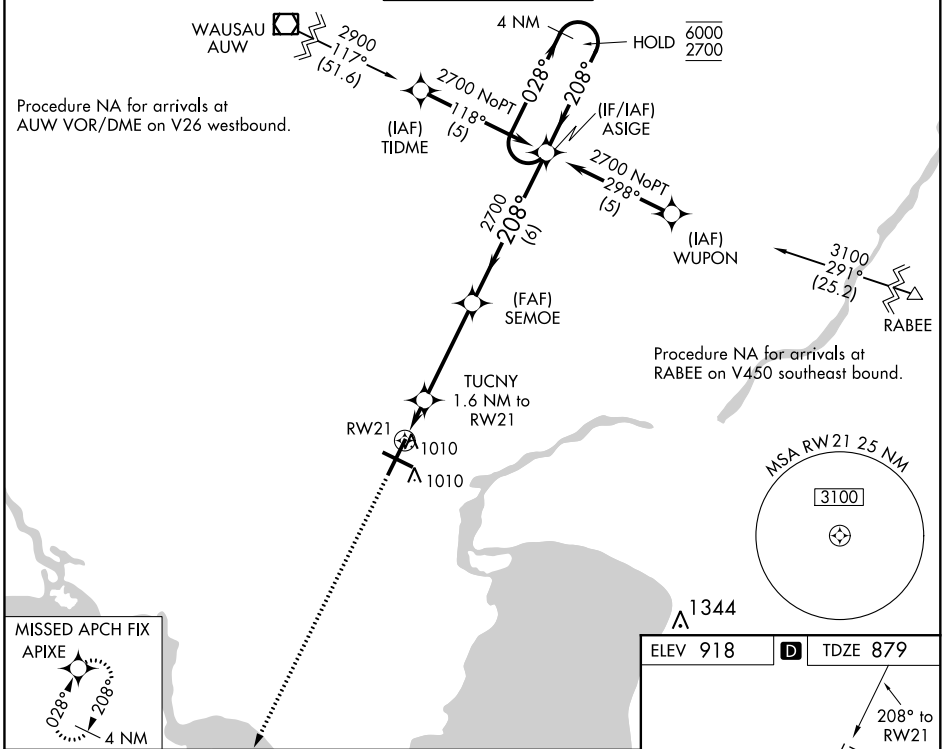 WAUSAU
AUW
2900
117°
(51.6)
4 NM
HOLD
6000
2700
028°
208°
Procedure NA for arrivals at
AUW VOR/DME on V26 westbound.
2700 NoPT
118°
(5)
(IAF)
TIDME
(IF/IAF)
ASIGE
2700 NoPT
298°
(5)
(IAF)
WUPON
2700
208°
(6)
3100
291°
(25.2)
RABEE
(FAF)
SEMOE
Procedure NA for arrivals at
RABEE on V450 southeast bound.
TUCNY
1.6 NM to
RW21
RW21
1010
1010
MSA RW21 25 NM
3100
1344
MISSED APCH FIX
APIXE
028°
208°
4 NM
ELEV 918
D
TDZE 879
208° to
RW21